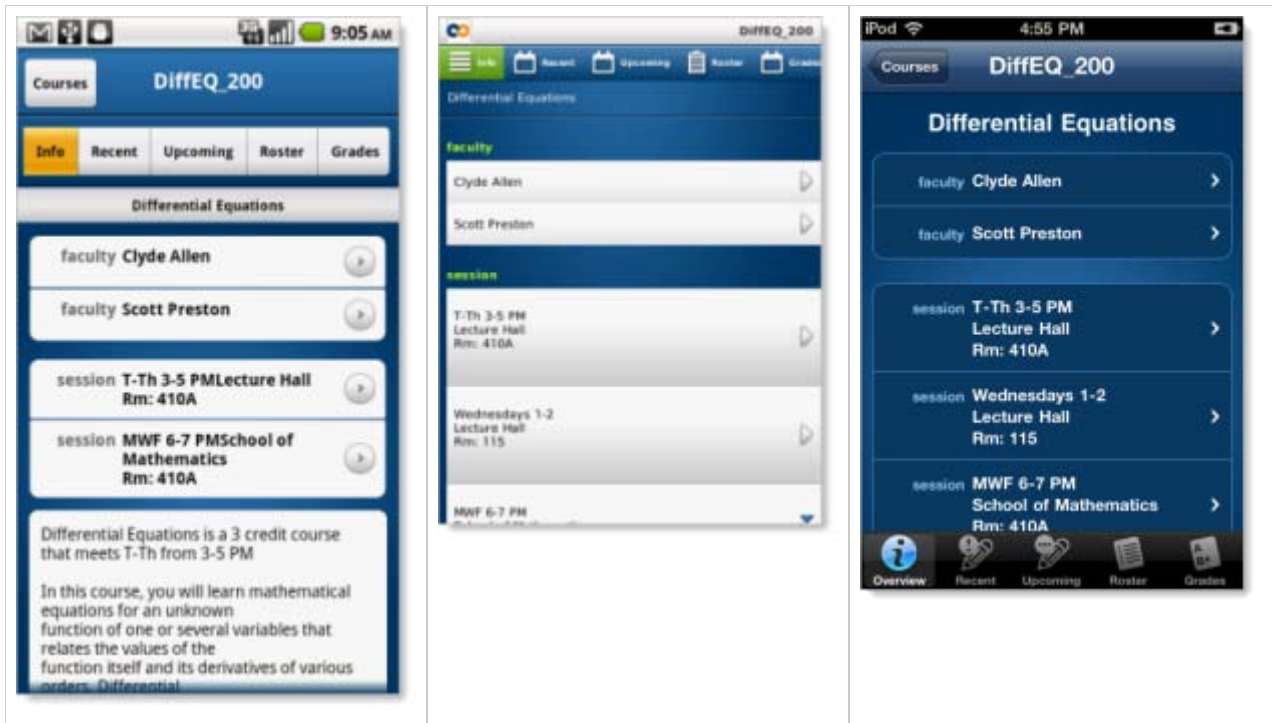 9:05 AM
Courses
DiffEQ_200
Info Recent Upcoming Roster Grades
Differential Equations
faculty Clyde Allen
faculty Scott Preston
session T-Th 3-5 PMLecture Hall
Rm: 410A
session MWF 6-7 PMSchool of
Mathematics
Rm: 410A
Differential Equations is a 3 credit course
that meets T-Th from 3-5 PM
In this course, you will learn mathematical
equations for an unknown
function of one or several variables that
relates the values of the
function itself and its derivatives of various
orders. Differential
DiffEQ_200
Info Recent Upcoming Roster Grades
Differential Equations
faculty
Clyde Allen
Scott Preston
session
T-Th 3-5 PM
Lecture Hall
Rm: 410A
Wednesdays 1-2
Lecture Hall
Rm: 115
MWF 6-7 PM
iPod 4:55 PM
Courses DiffEQ_200
Differential Equations
faculty Clyde Allen
faculty Scott Preston
session T-Th 3-5 PM
Lecture Hall
Rm: 410A
session Wednesdays 1-2
Lecture Hall
Rm: 115
session MWF 6-7 PM
School of Mathematics
Rm: 410A
Overview Recent Upcoming Roster Grades